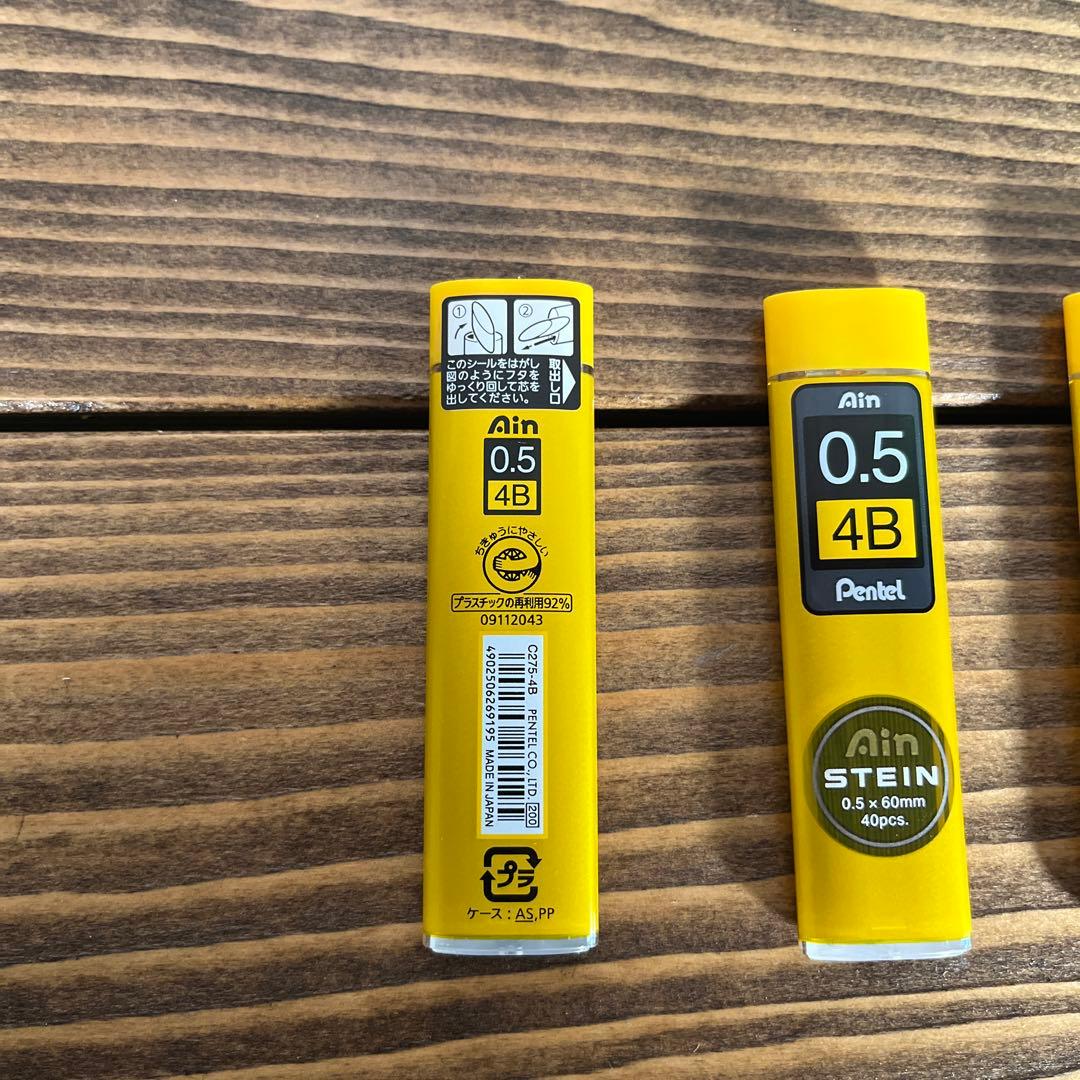 ① ②
このシールをはがし
図のようにフタを
ゆっくり回して芯を
出してください。
取出し口
Ain
0.5
4B
ちきゅうにやさしい
プラスチックの再利用92%
09112043
C275-4B PENTEL CO., LTD. 200
4902506269195 MADE IN JAPAN
プラ
ケース：AS,PP
Ain
0.5
4B
Pentel
Ain
STEIN
0.5 × 60mm
40pcs.